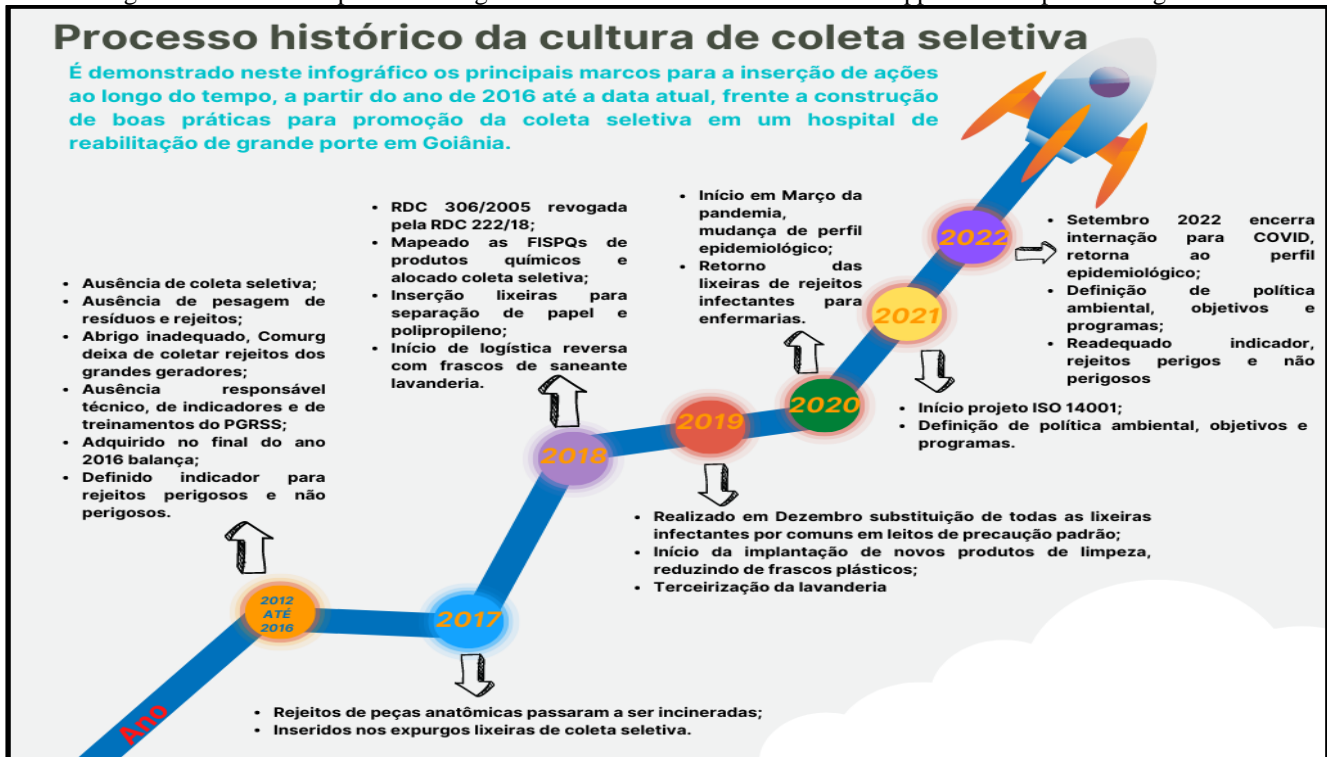 Processo histórico da cultura de coleta seletiva
É demonstrado neste infográfico os principais marcos para a inserção de ações
ao longo do tempo, a partir do ano de 2016 até a data atual, frente a construção
de boas práticas para promoção da coleta seletiva em um hospital de
reabilitação de grande porte em Goiânia.
• Ausência de coleta seletiva;
• Ausência de pesagem de
resíduos e rejeitos;
• Abrigo inadequado, Comurg
deixa de coletar rejeitos dos
grandes geradores;
• Ausência responsável
técnico, de indicadores e de
treinamentos do PGRSS;
• Adquirido no final do ano
2016 balança;
• Definido indicador para
rejeitos perigosos e não
perigosos.
2012
ATÉ
2016
Ano
2017
• Rejeitos de peças anatômicas passaram a ser incineradas;
• Inseridos nos expurgos lixeiras de coleta seletiva.
• RDC 306/2005 revogada
pela RDC 222/18;
• Mapeado as FISPQs de
produtos químicos e
alocado coleta seletiva;
• Inserção lixeiras para
separação de papel e
polipropileno;
• Início de logística reversa
com frascos de saneante
lavanderia.
2018
2019
• Realizado em Dezembro substituição de todas as lixeiras
infectantes por comuns em leitos de precaução padrão;
• Início da implantação de novos produtos de limpeza,
reduzindo de frascos plásticos;
• Terceirização da lavanderia
• Início em Março da
pandemia,
mudança de perfil
epidemiológico;
• Retorno das
lixeiras de rejeitos
infectantes para
enfermarias.
2020
2021
• Início projeto ISO 14001;
• Definição de política ambiental, objetivos e
programas.
2022
• Setembro 2022 encerra
internação para COVID,
retorna ao perfil
epidemiológico;
• Definição de política
ambiental, objetivos e
programas;
• Readequado indicador,
rejeitos perigos e não
perigosos